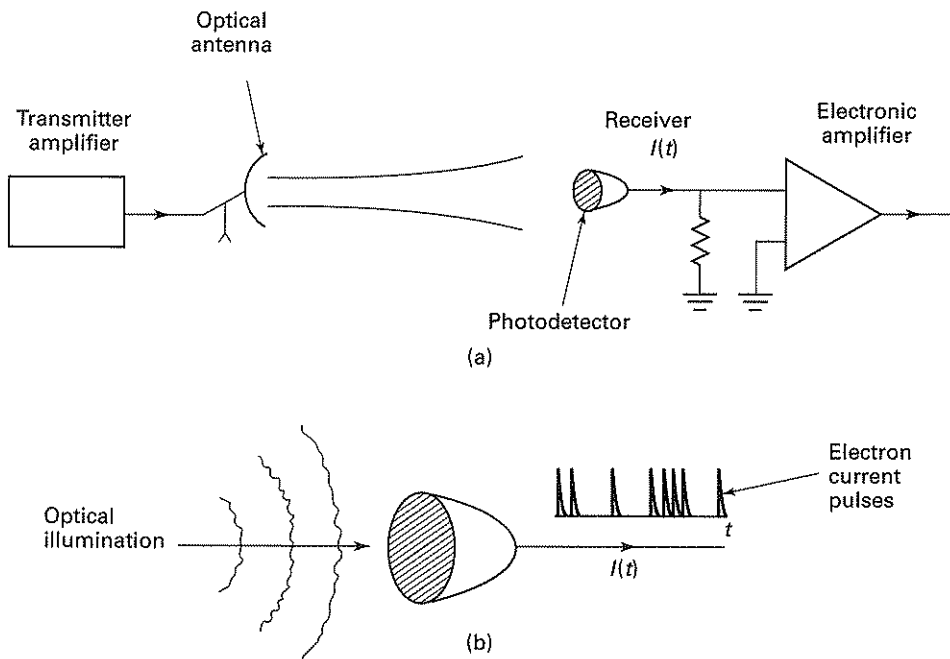 Optical
antenna
Transmitter
amplifier
Receiver
I(t)
Electronic
amplifier
Photodetector
(a)
Optical
illumination
Electron
current
pulses
t
I(t)
(b)